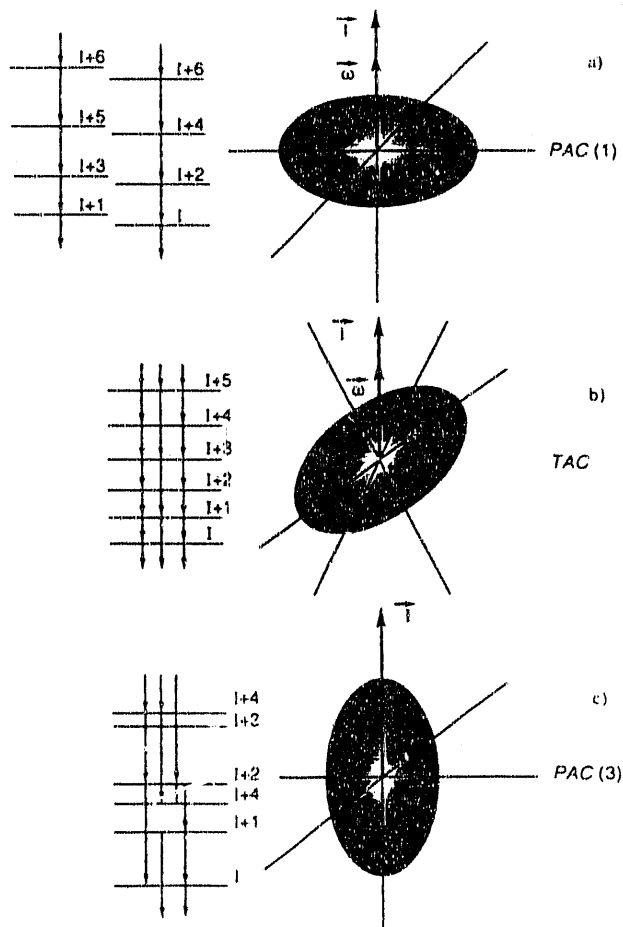 I
I+6
I+6
ω
a)
I+5
I+4
PAC (1)
I+3
I+2
I+1
I
I
I+5
ω
b)
I+4
I+3
TAC
I+2
I+1
I
I
I+4
c)
I+2
PAC (3)
I+4
I+1
I